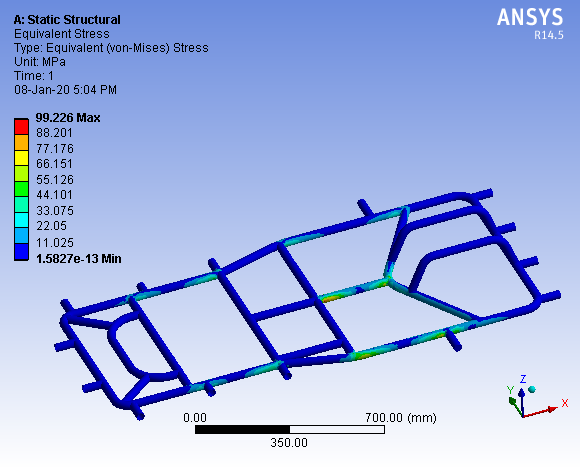 A: Static Structural
Equivalent Stress
Type: Equivalent (von-Mises) Stress
Unit: MPa
Time: 1
08-Jan-20 5:04 PM
ANSYS
R14.5
99.226 Max
88.201
77.176
66.151
55.126
44.101
33.075
22.05
11.025
1.5827e-13 Min
0.00
700.00 (mm)
350.00
Z
Y
X